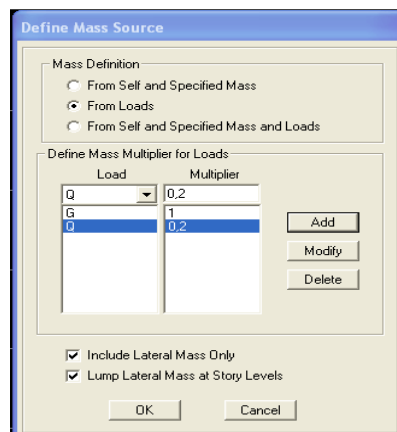 Define Mass Source
Mass Definition
From Self and Specified Mass
From Loads
From Self and Specified Mass and Loads
Define Mass Multiplier for Loads
Load Multiplier
Q 0,2
G 1
Q 0,2
Add
Modify
Delete
Include Lateral Mass Only
Lump Lateral Mass at Story Levels
OK Cancel